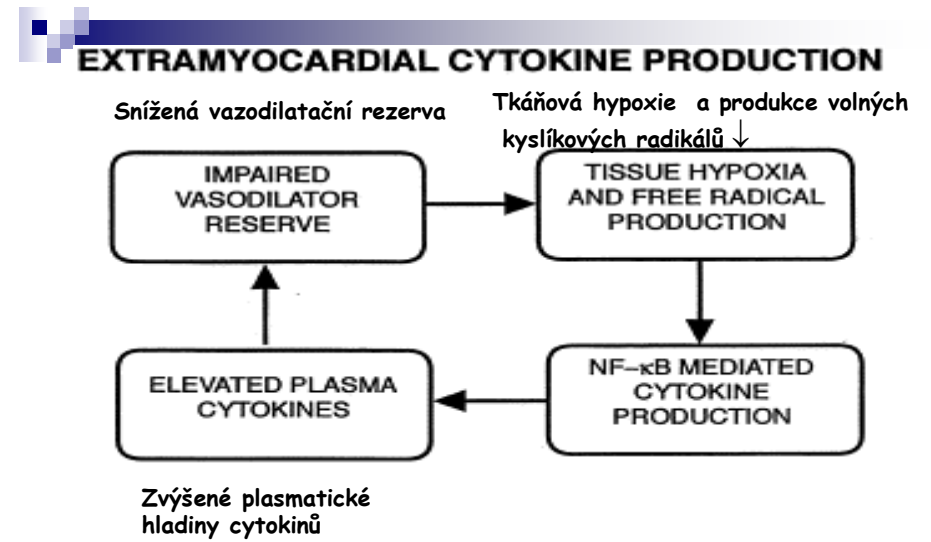 EXTRAMYOCARDIAL CYTOKINE PRODUCTION
Snížená vazodilatační rezerva
Tkáňová hypoxie a produkce volných
kyslíkových radikálů ↓
IMPAIRED
VASODILATOR
RESERVE
TISSUE HYPOXIA
AND FREE RADICAL
PRODUCTION
NF–κB MEDIATED
CYTOKINE
PRODUCTION
ELEVATED PLASMA
CYTOKINES
Zvýšené plasmatické
hladiny cytokinů